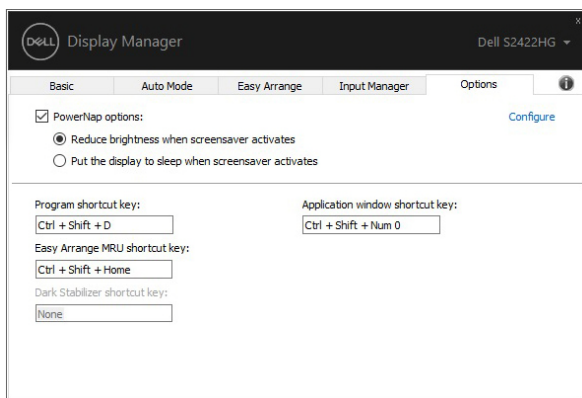 DELL Display Manager
Dell S2422HG
x
Basic Auto Mode Easy Arrange Input Manager Options
PowerNap options:
Configure
Reduce brightness when screensaver activates
Put the display to sleep when screensaver activates
Program shortcut key:
Application window shortcut key:
Ctrl + Shift + D
Ctrl + Shift + Num 0
Easy Arrange MRU shortcut key:
Ctrl + Shift + Home
Dark Stabilizer shortcut key:
None